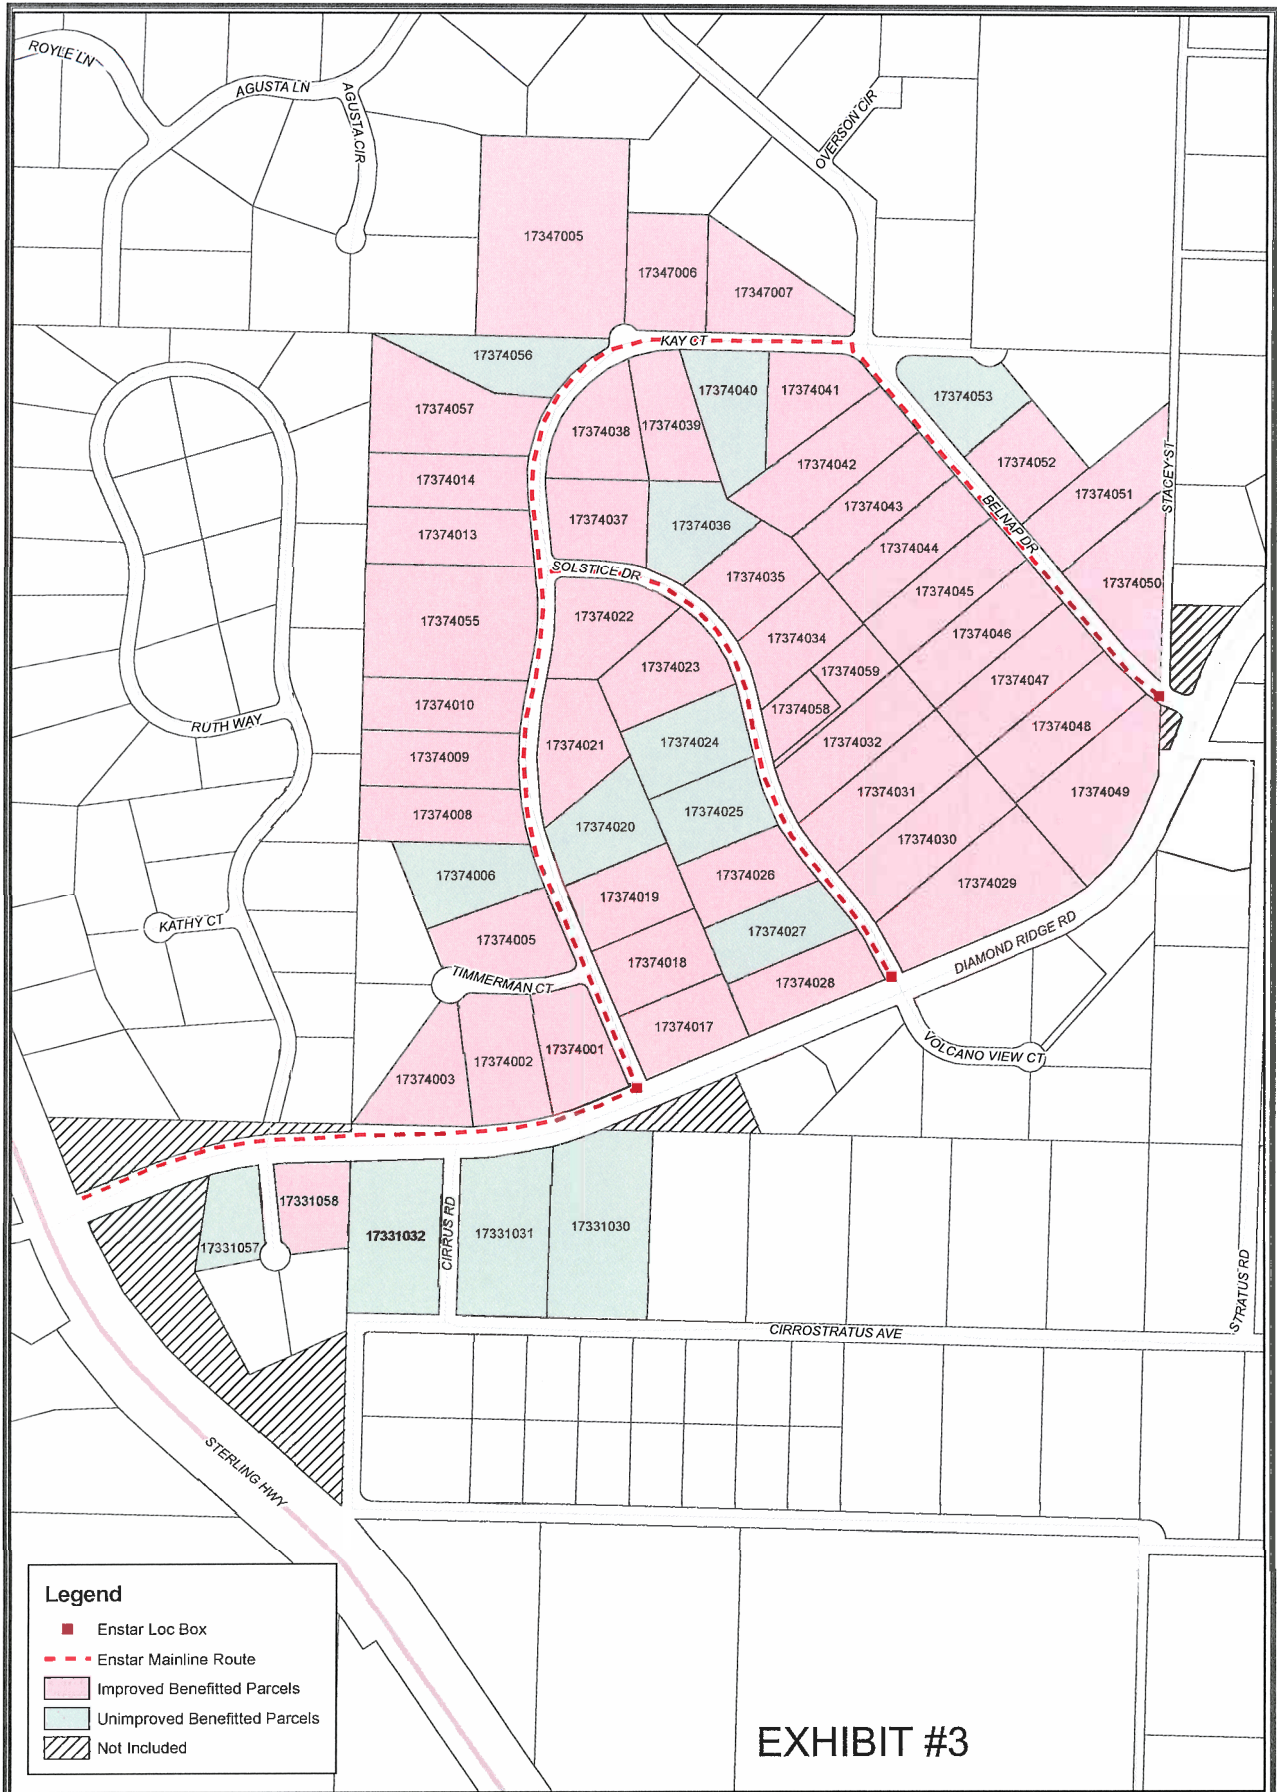 ROYLE LN
AGUSTA LN
AGUSTA CIR
OVERSON CIR
17347005
17347006
17347007
KAY CT
17374056
17374040
17374041
17374053
17374057
17374038
17374039
17374052
17374042
17374014
17374051
STACEY ST
17374043
BELNAP DR
17374037
17374036
17374013
17374044
SOLSTICE DR
17374035
17374050
17374045
17374055
17374022
17374034
17374046
17374023
17374059
17374047
17374010
17374058
RUTH WAY
17374048
17374021
17374024
17374032
17374009
17374031
17374049
17374008
17374020
17374025
17374030
17374006
17374026
17374029
17374019
KATHY CT
17374005
17374027
DIAMOND RIDGE RD
17374018
TIMMERMAN CT
17374028
17374017
17374001
VOLCANO VIEW CT
17374002
17374003
17331058
17331057
17331032
CIRRUS RD
17331031
17331030
STRATUS RD
CIRROSTRATUS AVE
STERLING HWY
Legend
Enstar Loc Box
Enstar Mainline Route
Improved Benefitted Parcels
Unimproved Benefitted Parcels
Not Included
EXHIBIT #3